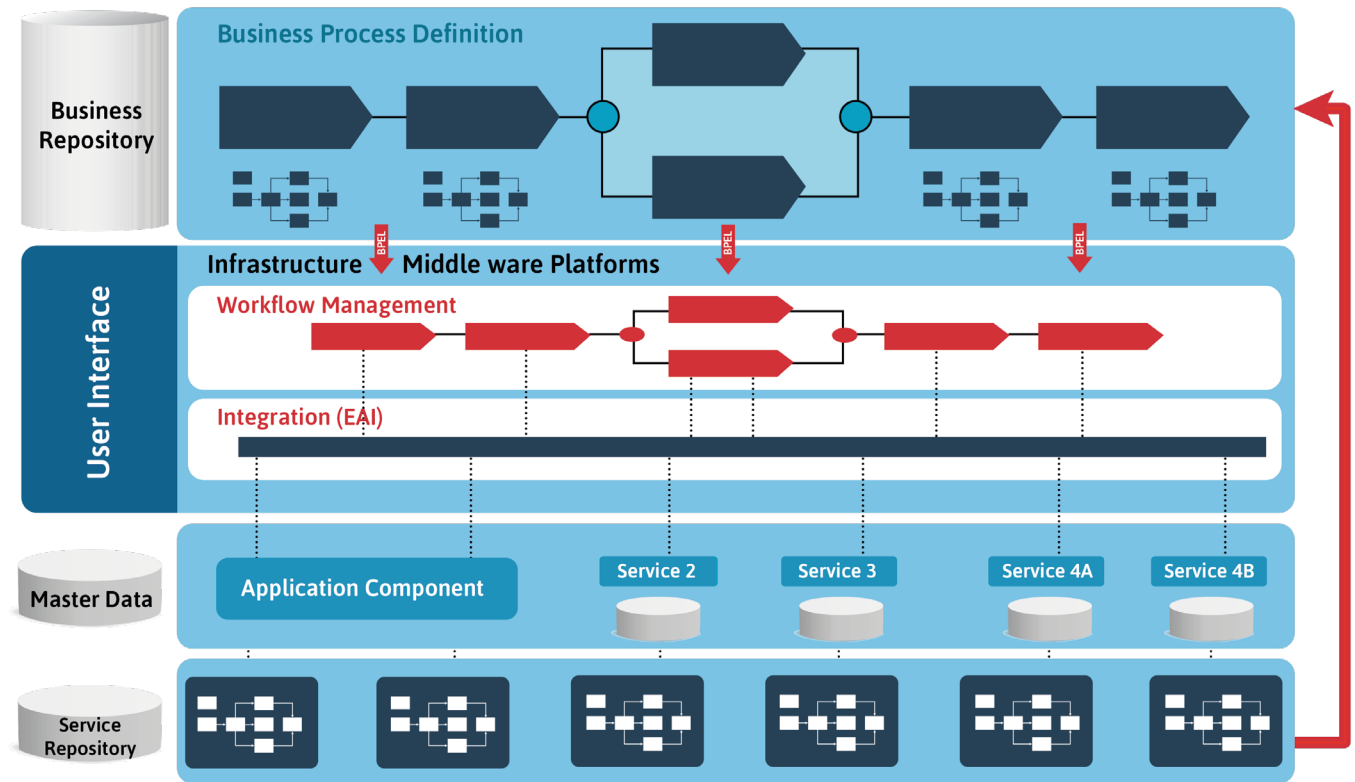 Business Process Definition
Business
Repository
BPEL
BPEL
BPEL
User Interface
Infrastructure
Middle ware Platforms
Workflow Management
Integration (EAI)
Master Data
Application Component
Service 2
Service 3
Service 4A
Service 4B
Service
Repository